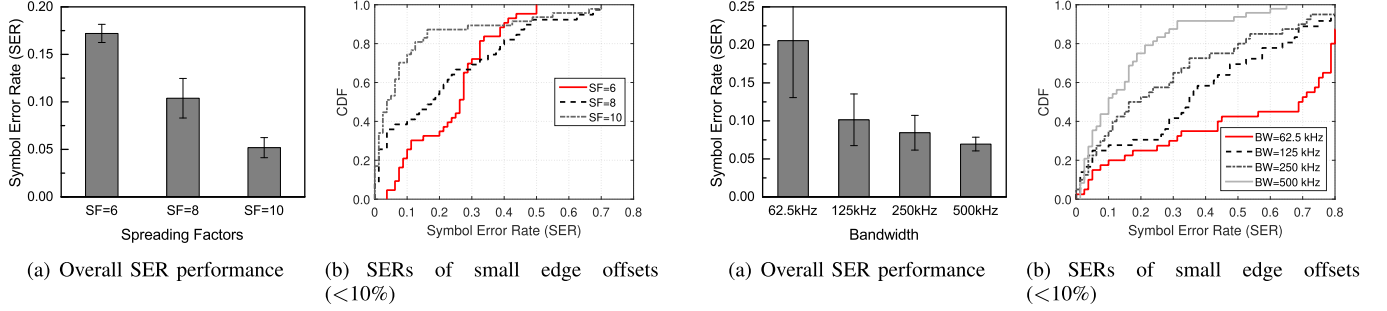 Symbol Error Rate (SER)
0.20
0.15
0.10
0.05
0.00
SF=6 SF=8 SF=10
Spreading Factors
(a) Overall SER performance
CDF
1.0
0.8
0.6
0.4
0.2
0.0
SF=6
SF=8
SF=10
0 0.1 0.2 0.3 0.4 0.5 0.6 0.7 0.8
Symbol Error Rate (SER)
(b) SERs of small edge offsets
(<10%)
Symbol Error Rate (SER)
0.25
0.20
0.15
0.10
0.05
0.00
62.5kHz 125kHz 250kHz 500kHz
Bandwidth
(a) Overall SER performance
CDF
1.0
0.8
0.6
0.4
0.2
0.0
BW=62.5 kHz
BW=125 kHz
BW=250 kHz
BW=500 kHz
0 0.1 0.2 0.3 0.4 0.5 0.6 0.7 0.8
Symbol Error Rate (SER)
(b) SERs of small edge offsets
(<10%)